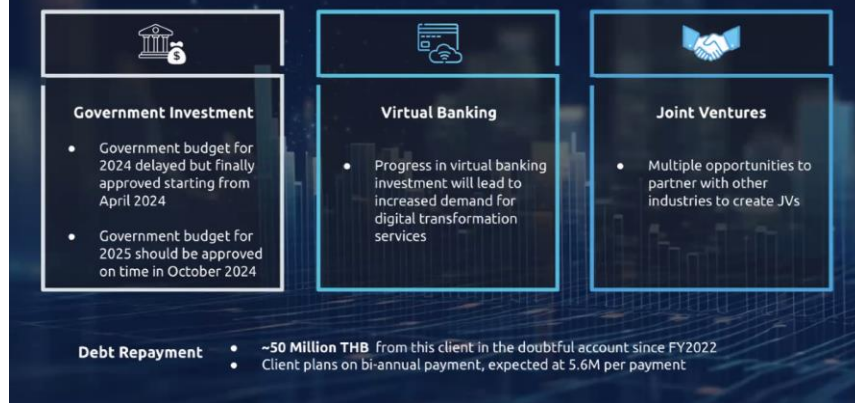 $
Government Investment
● Government budget for
2024 delayed but finally
approved starting from
April 2024
● Government budget for
2025 should be approved
on time in October 2024
Virtual Banking
● Progress in virtual banking
investment will lead to
increased demand for
digital transformation
services
Joint Ventures
● Multiple opportunities to
partner with other
industries to create JVs
Debt Repayment
● ~50 Million THB from this client in the doubtful account since FY2022
● Client plans on bi-annual payment, expected at 5.6M per payment